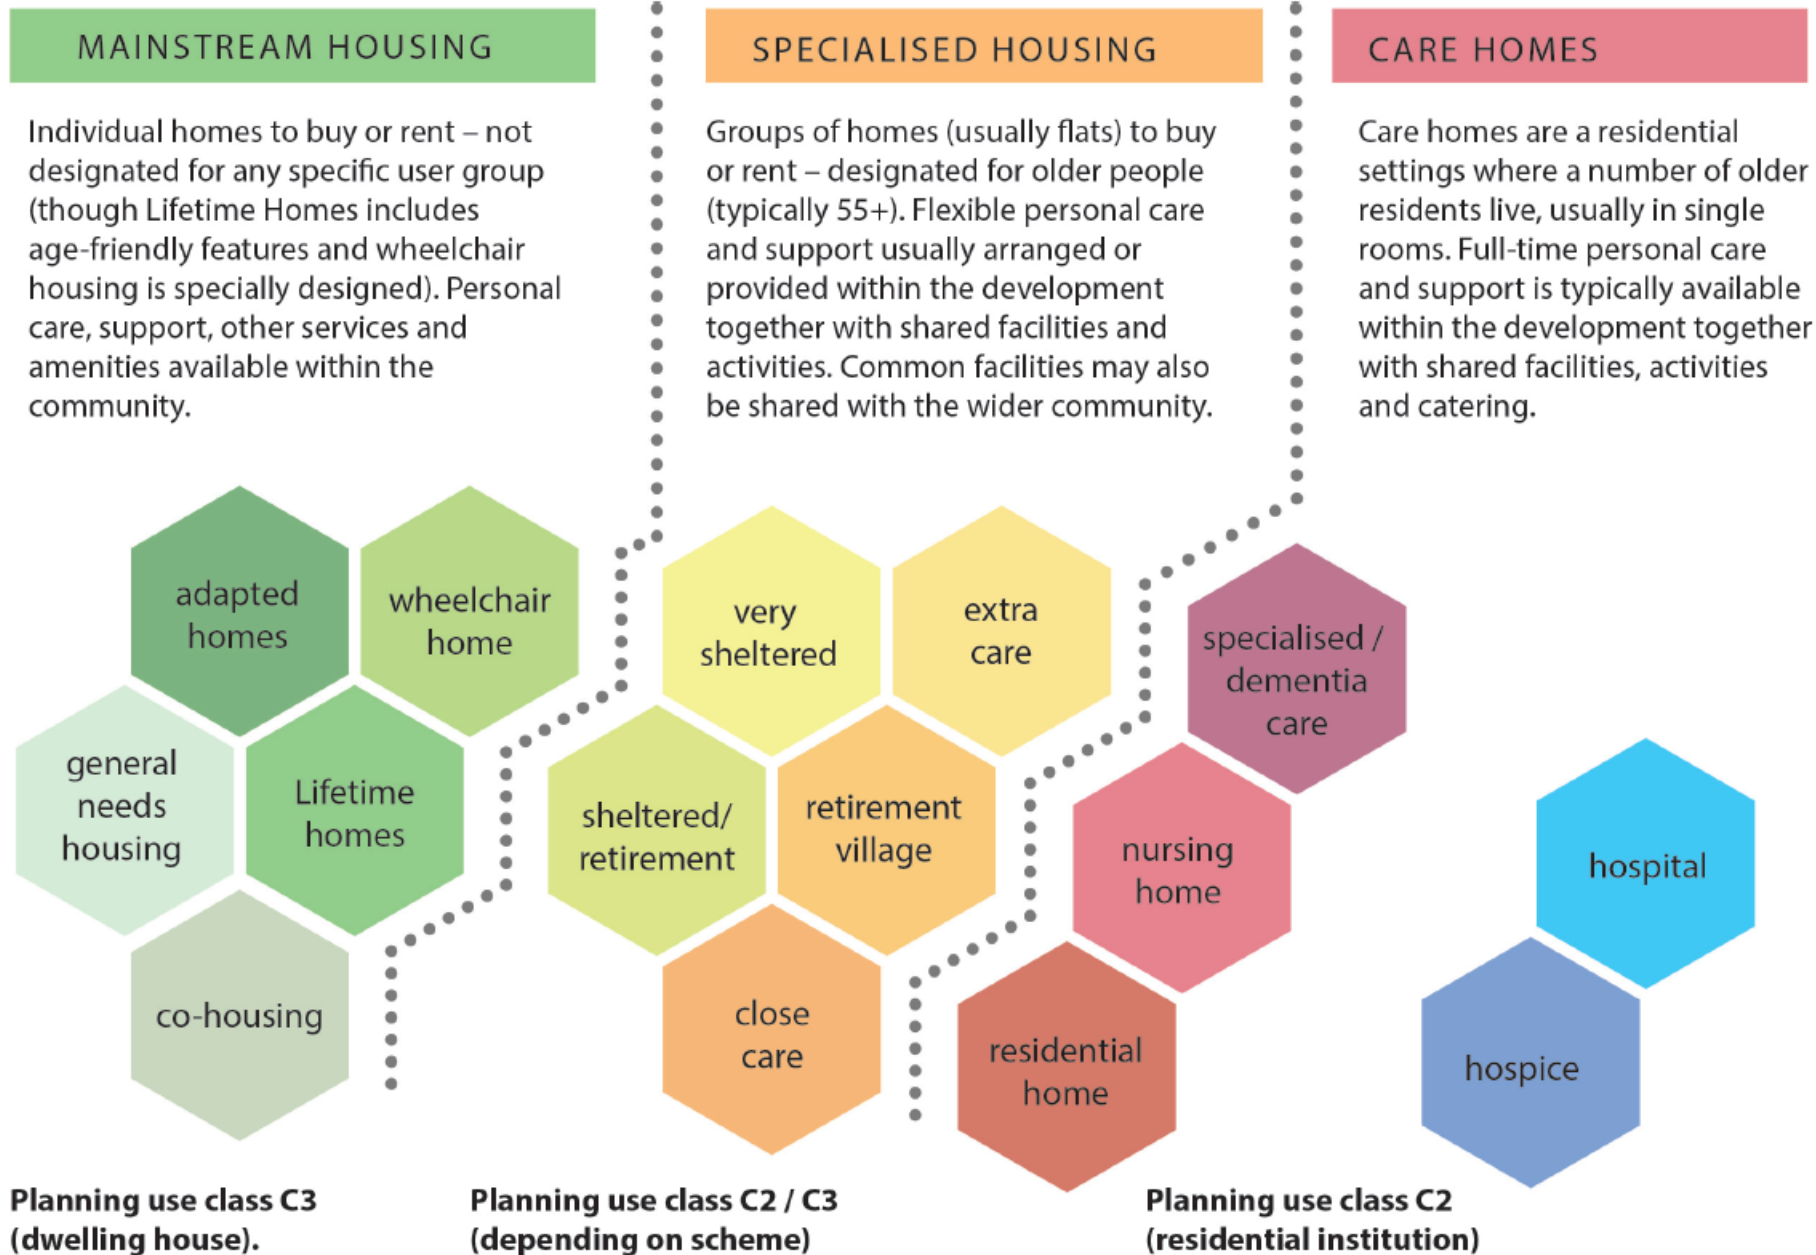 MAINSTREAM HOUSING
Individual homes to buy or rent – not
designated for any specific user group
(though Lifetime Homes includes
age-friendly features and wheelchair
housing is specially designed). Personal
care, support, other services and
amenities available within the
community.
SPECIALISED HOUSING
Groups of homes (usually flats) to buy
or rent – designated for older people
(typically 55+). Flexible personal care
and support usually arranged or
provided within the development
together with shared facilities and
activities. Common facilities may also
be shared with the wider community.
CARE HOMES
Care homes are a residential
settings where a number of older
residents live, usually in single
rooms. Full-time personal care
and support is typically available
within the development together
with shared facilities, activities
and catering.
adapted
homes
wheelchair
home
general
needs
housing
Lifetime
homes
co-housing
very
sheltered
extra
care
sheltered/
retirement
retirement
village
close
care
specialised /
dementia
care
nursing
home
residential
home
hospital
hospice
Planning use class C3
(dwelling house).
Planning use class C2 / C3
(depending on scheme)
Planning use class C2
(residential institution)